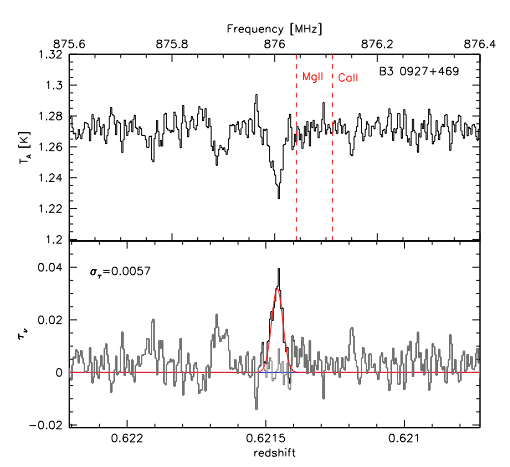 Frequency [MHz]
875.6 875.8 876 876.2 876.4
1.32
1.3
1.28
1.26
1.24
1.22
1.2
T_A [K]
B3 0927+469
MgII CaII
0.04
0.02
0
−0.02
τ_ν
σ_τ=0.0057
0.622 0.6215 0.621
redshift